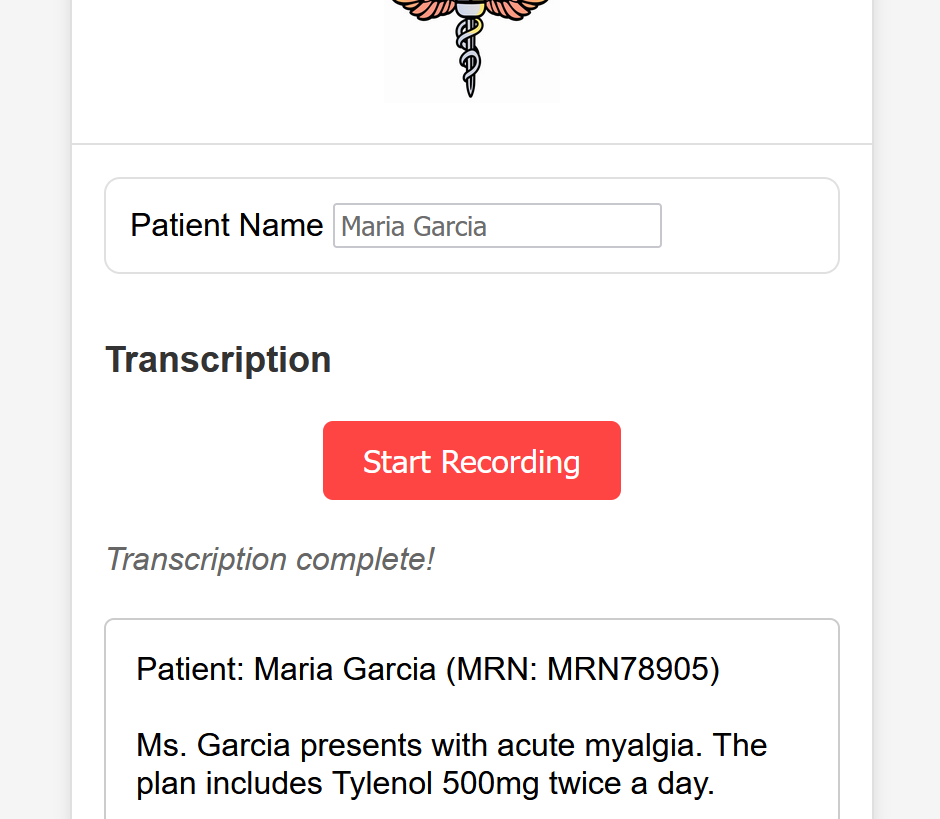 Patient Name Maria Garcia
Transcription
Start Recording
Transcription complete!
Patient: Maria Garcia (MRN: MRN78905)
Ms. Garcia presents with acute myalgia. The
plan includes Tylenol 500mg twice a day.